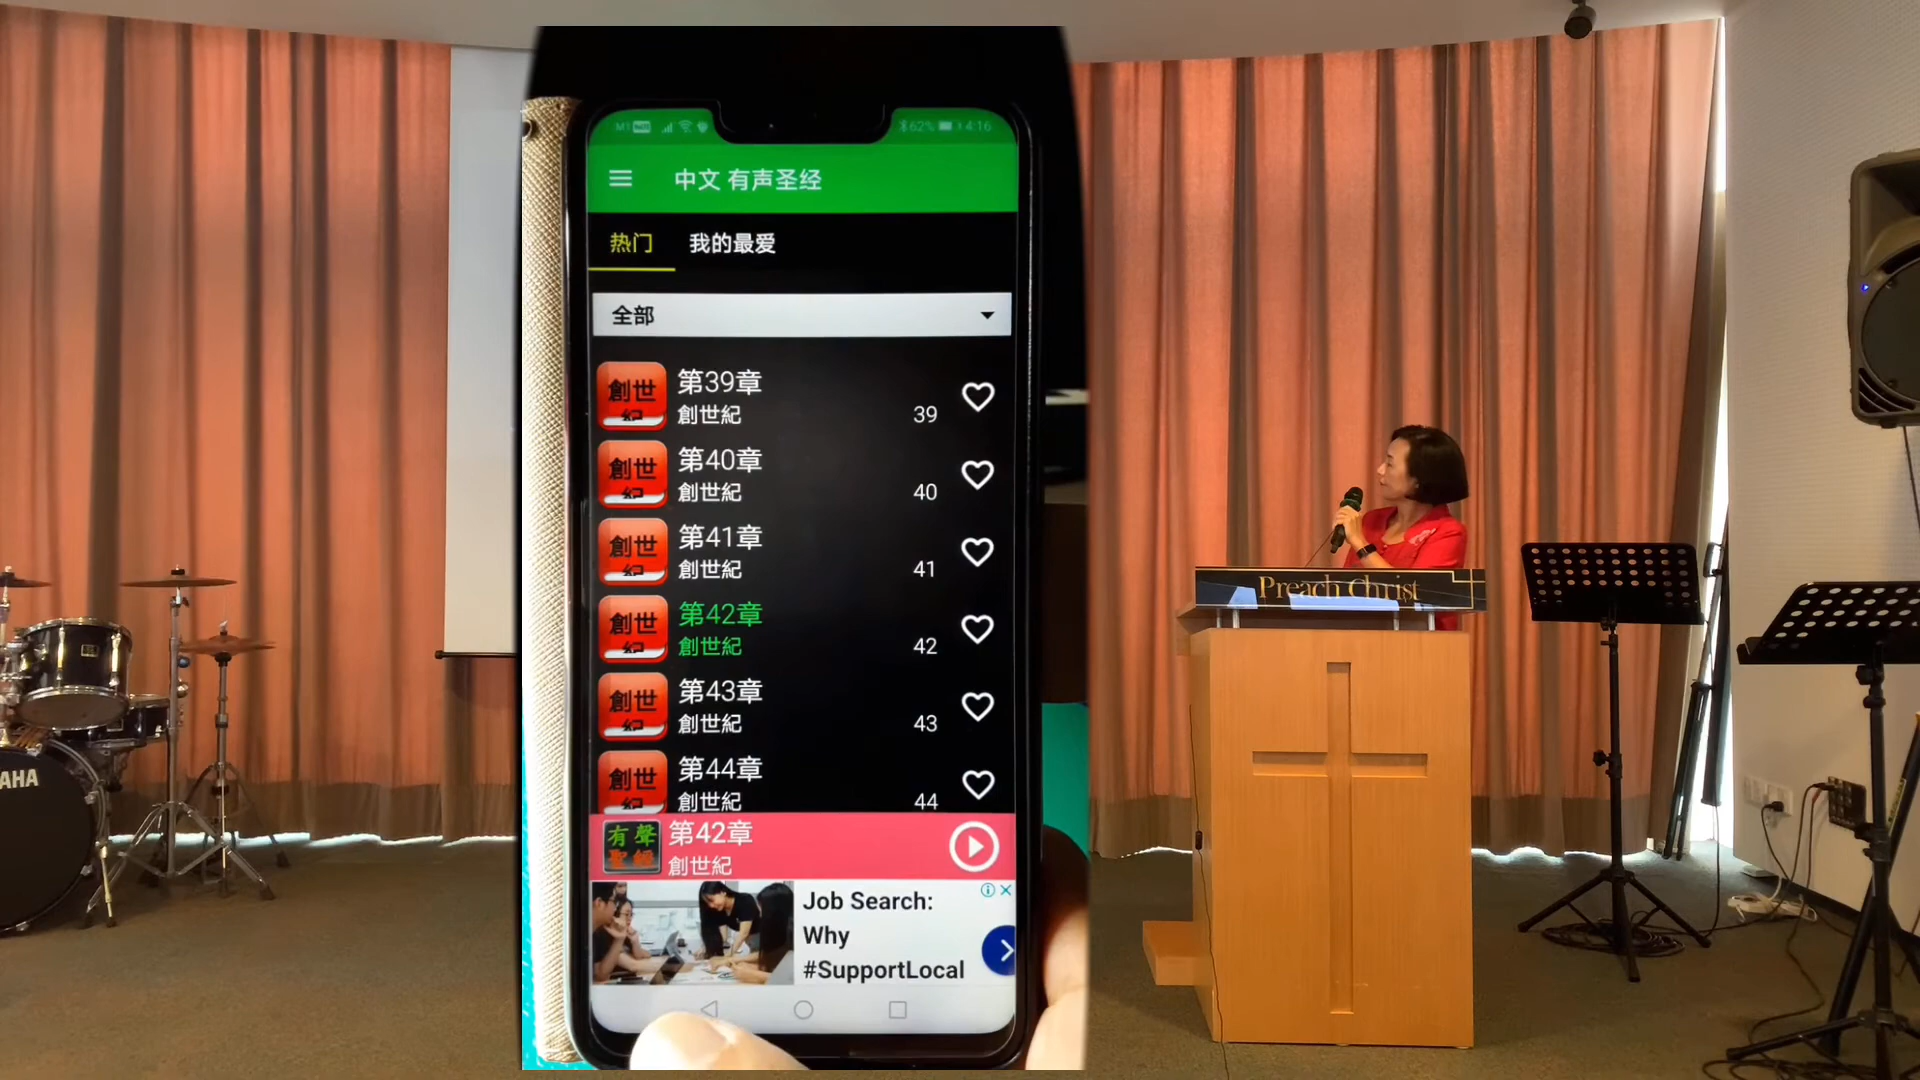 M1
62% 4:16
中文 有声圣经
热门 我的最爱
全部
創世紀
第39章
創世紀
39
創世紀
第40章
創世紀
40
創世紀
第41章
創世紀
41
創世紀
第42章
創世紀
42
創世紀
第43章
創世紀
43
創世紀
第44章
創世紀
44
有聲
聖經
第42章
創世紀
Job Search:
Why
#SupportLocal
Preach Christ
AHA